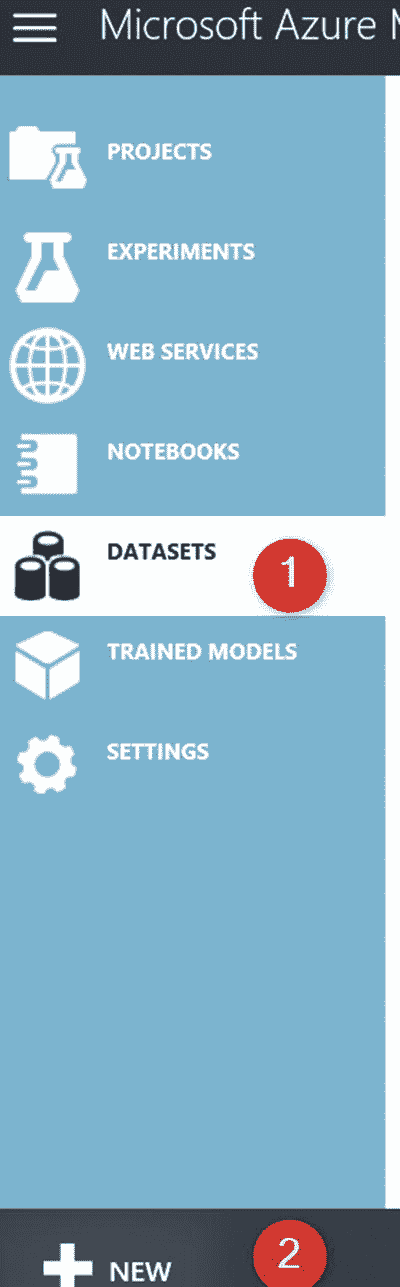 Microsoft Azure
PROJECTS
EXPERIMENTS
WEB SERVICES
NOTEBOOKS
DATASETS
1
TRAINED MODELS
SETTINGS
NEW
2